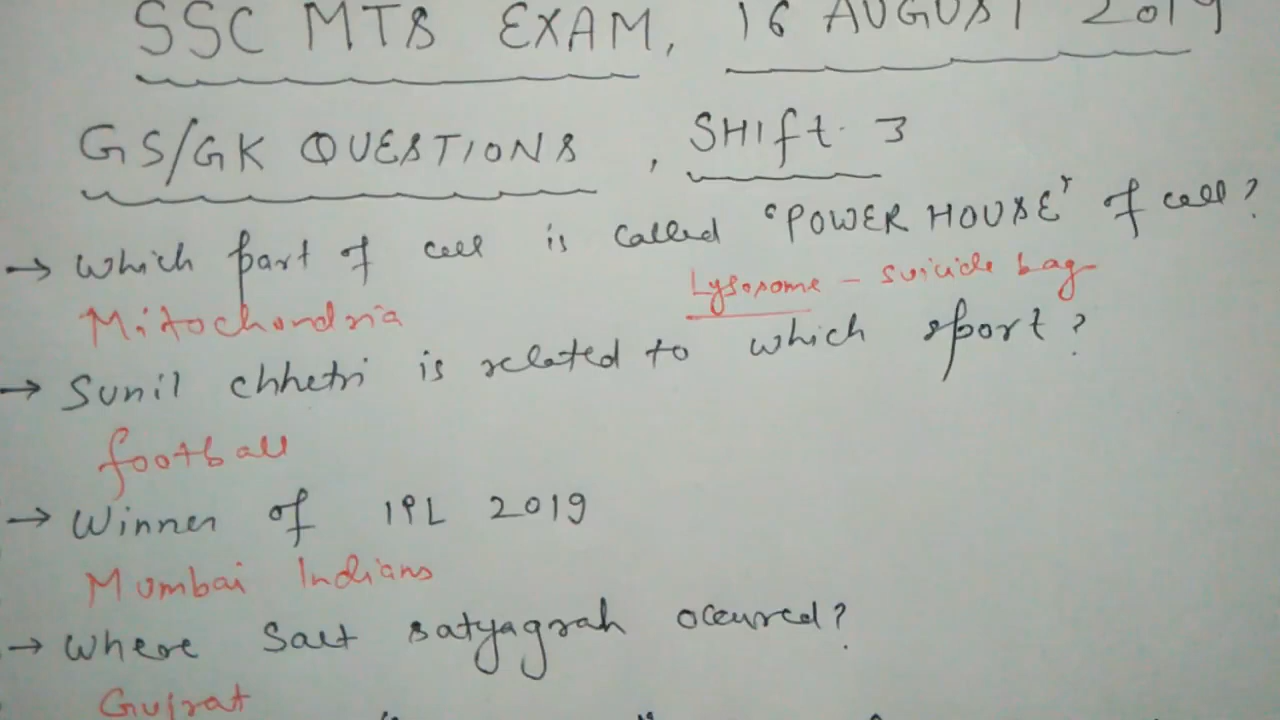 SSC MTS EXAM, 16 AUGUST 2019
GS/GK QUESTIONS, SHIft-3
→ Which part of cell is called "POWER HOUSE" of cell?
Mitochondria Lysosome - suicide bag
→ Sunil chhetri is related to which sport?
football
→ Winner of IPL 2019
Mumbai Indians
→ Where Salt satyagrah occured?
Gujrat